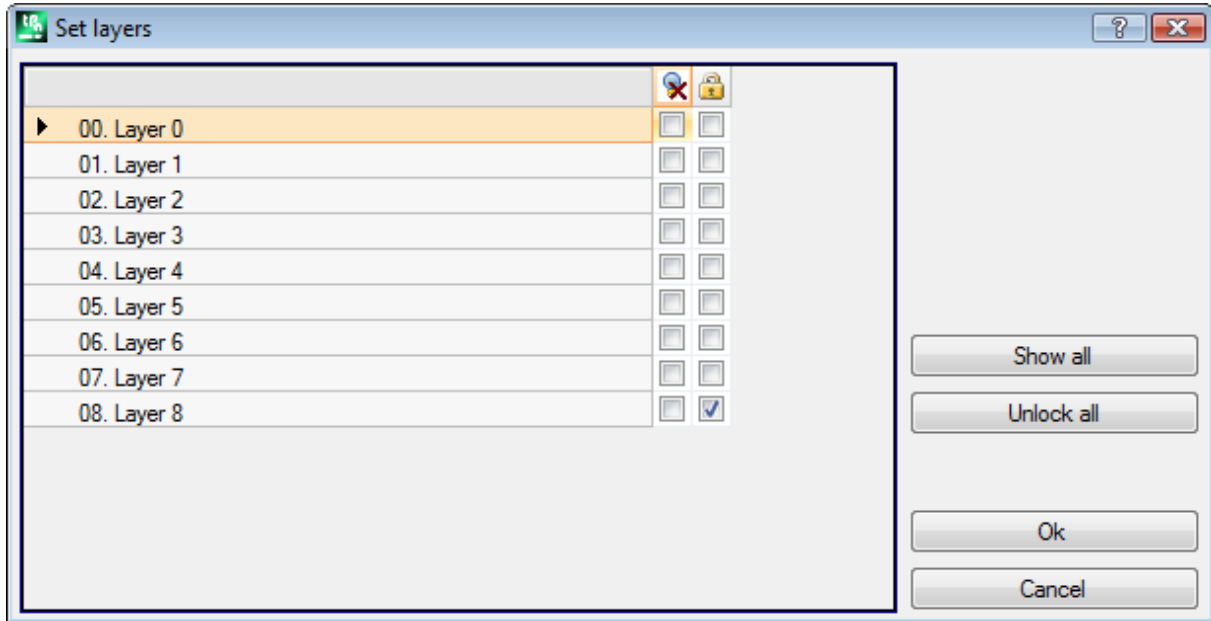 Set layers
00. Layer 0
01. Layer 1
02. Layer 2
03. Layer 3
04. Layer 4
05. Layer 5
06. Layer 6
07. Layer 7
08. Layer 8
Show all
Unlock all
Ok
Cancel